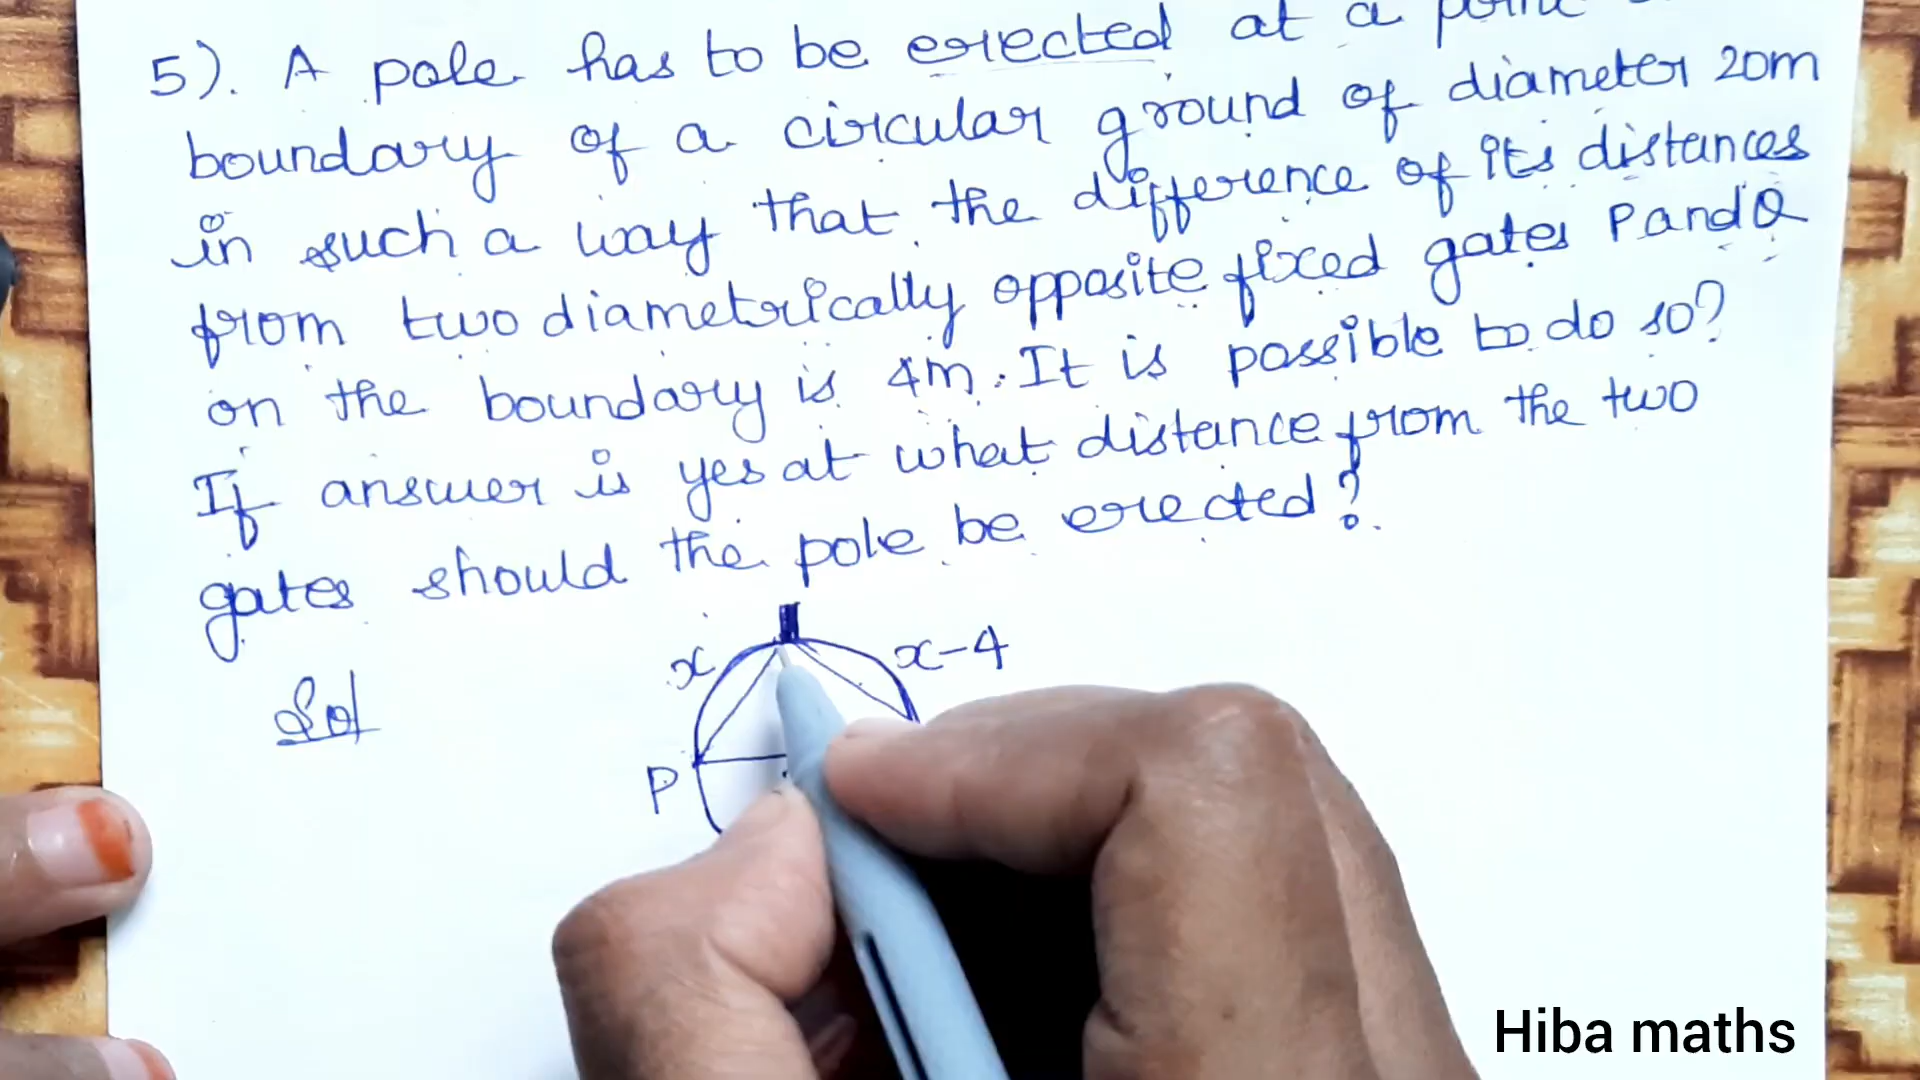 5). A pole has to be erected at a point
boundary of a circular ground of diameter 20m
in such a way that the difference of its distances
from two diametrically opposite fixed gates P and Q
on the boundary is 4m. It is possible to do so?
If answer is yes at what distance from the two
gates should the pole be erected?
x
x-4
Sol
P
Hiba maths